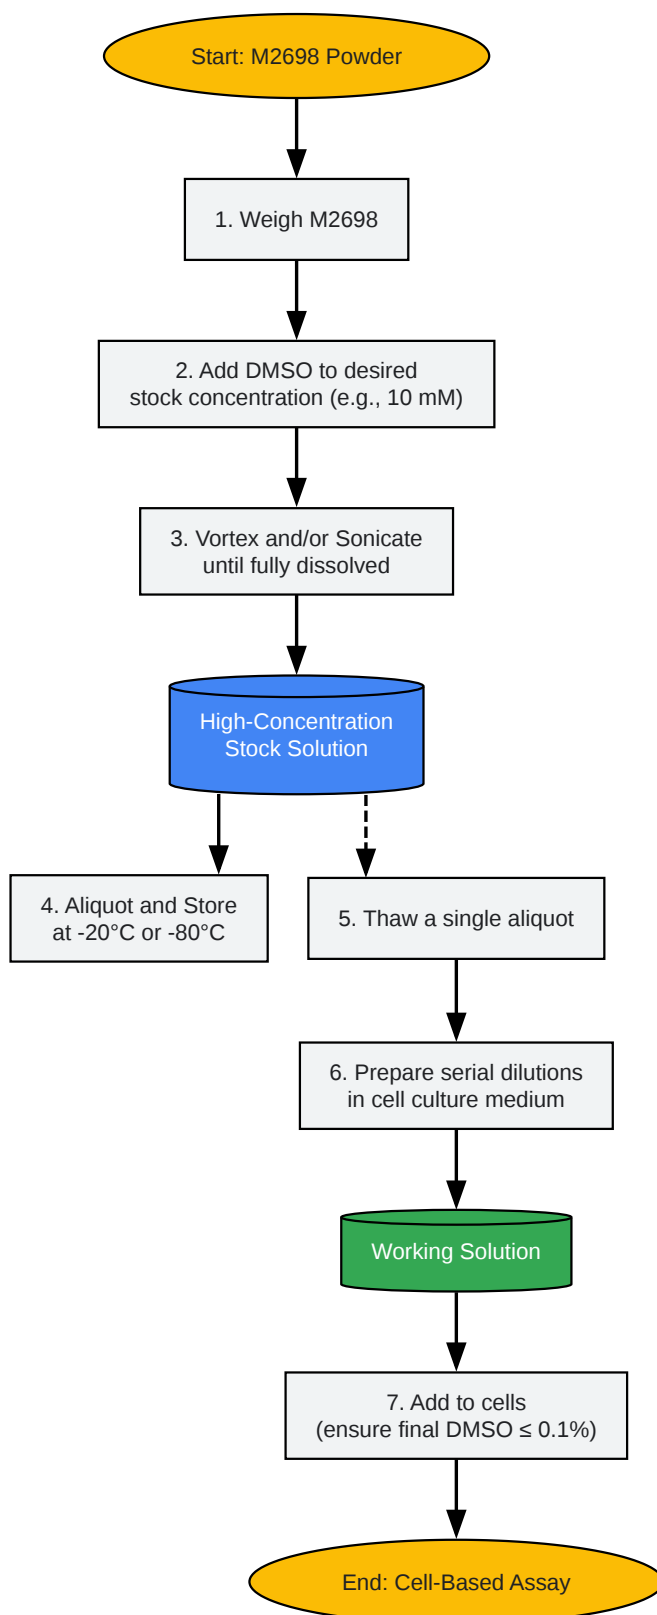 Start: M2698 Powder
1. Weigh M2698
2. Add DMSO to desired
stock concentration (e.g., 10 mM)
3. Vortex and/or Sonicate
until fully dissolved
High-Concentration
Stock Solution
4. Aliquot and Store
at -20°C or -80°C
5. Thaw a single aliquot
6. Prepare serial dilutions
in cell culture medium
Working Solution
7. Add to cells
(ensure final DMSO ≤ 0.1%)
End: Cell-Based Assay